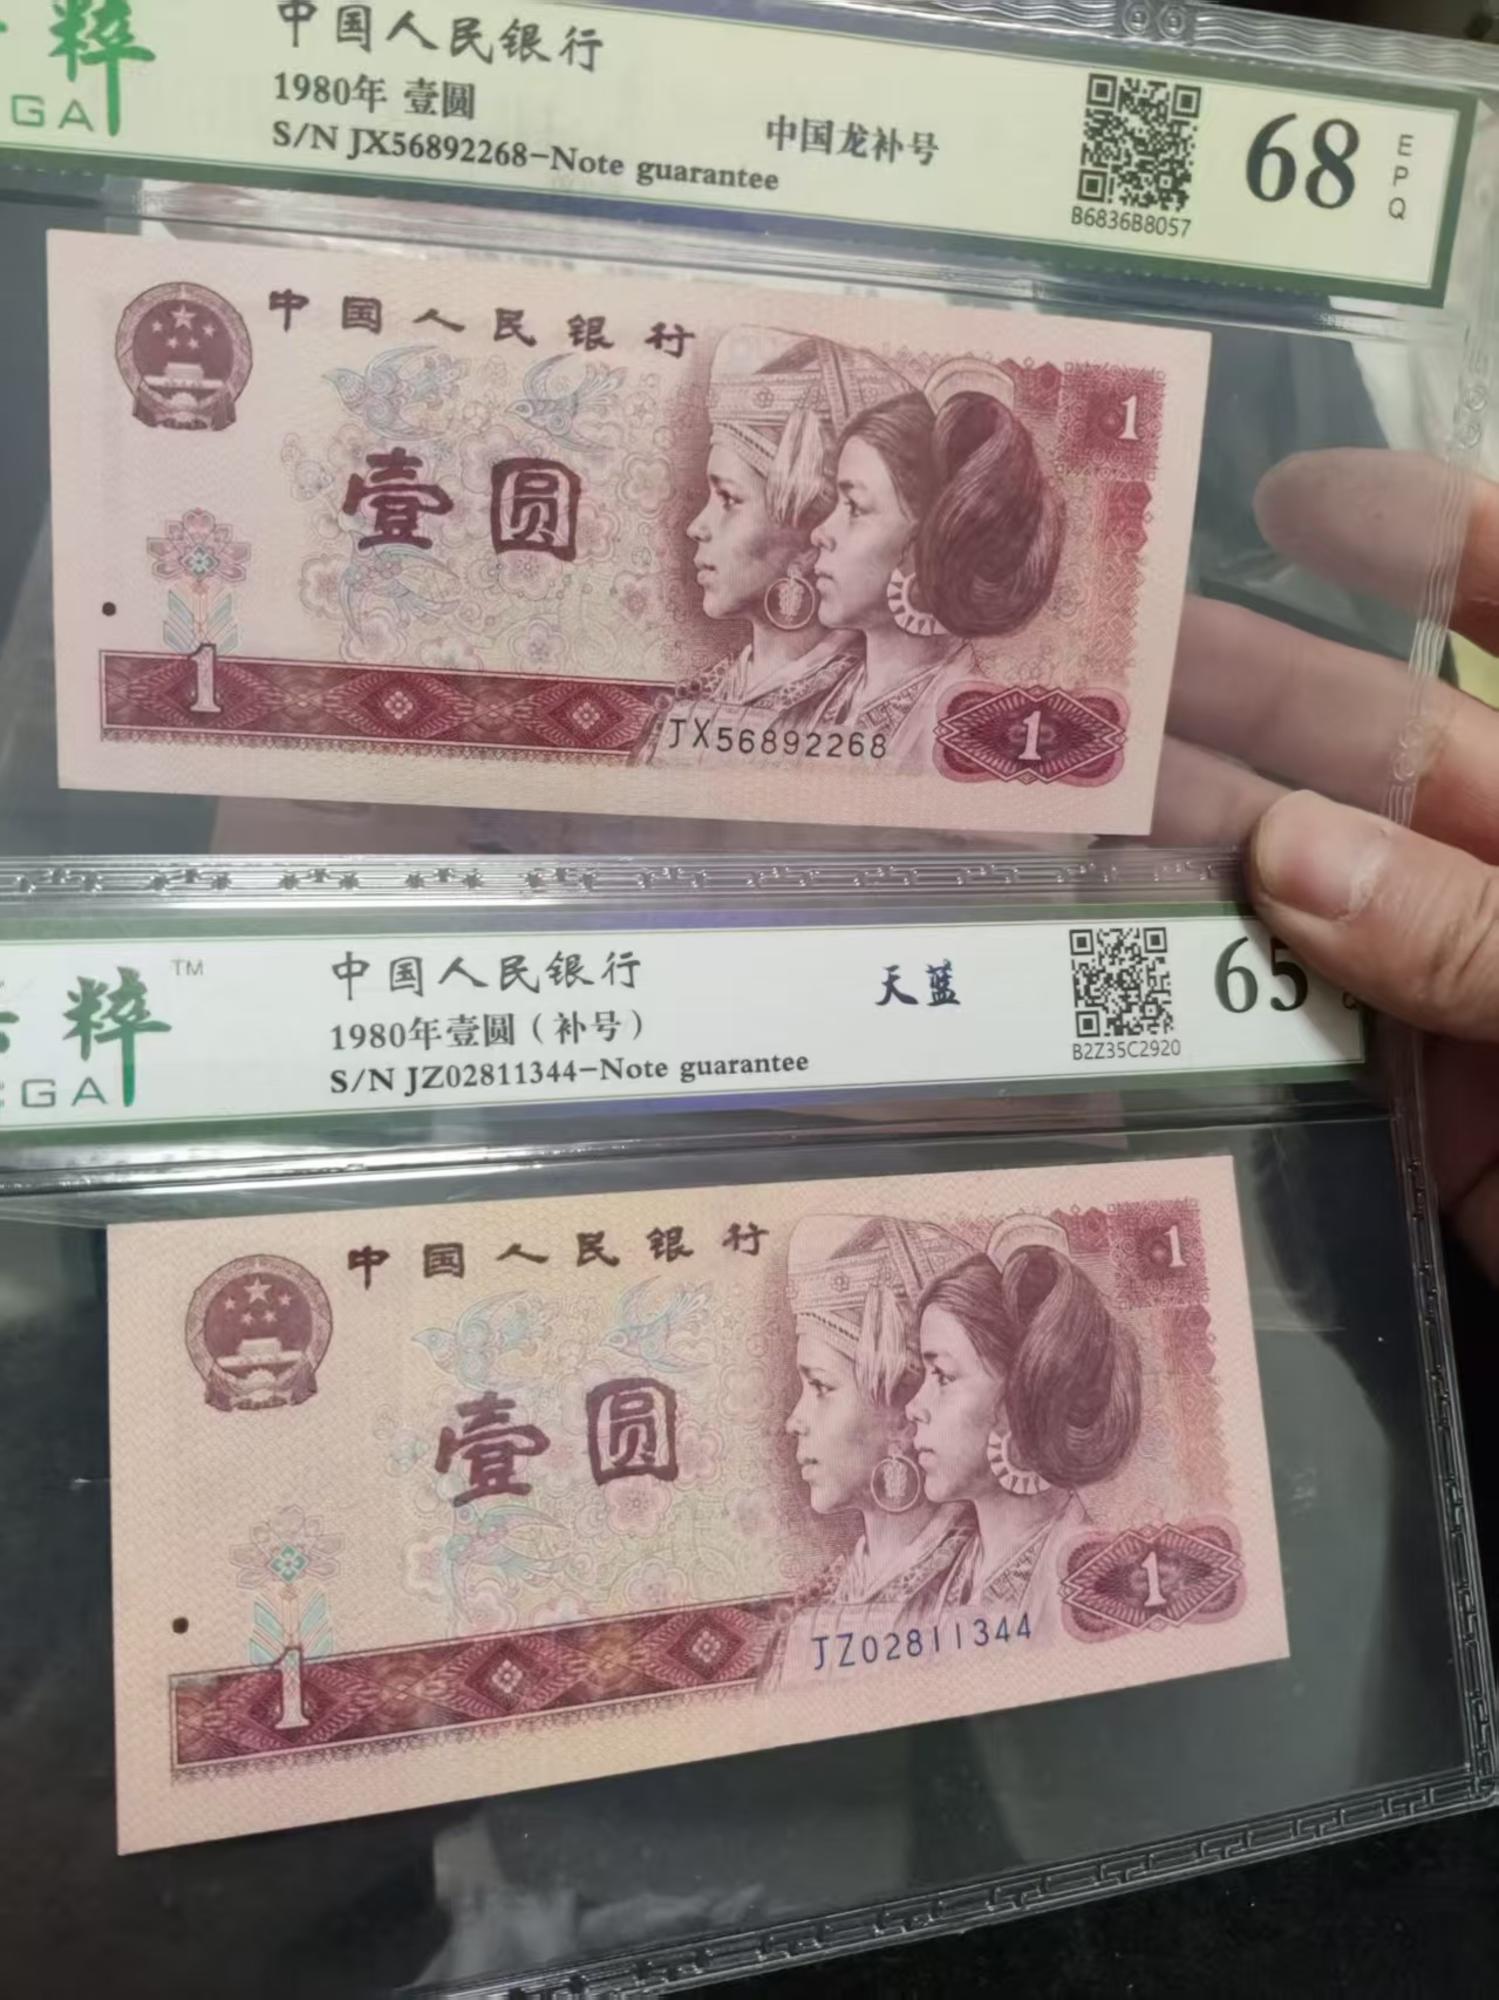 粹
GA
中国人民银行
1980年 壹圆
S/N JX56892268-Note guarantee
中国龙补号
B6836B8057
68
EPQ
中国人民银行
壹圆
1
1
JX56892268
1
粹
TM
GA
中国人民银行
1980年壹圆（补号）
S/N JZ02811344-Note guarantee
天蓝
B2Z35C2920
65
中国人民银行
壹圆
1
1
JZ02811344
1